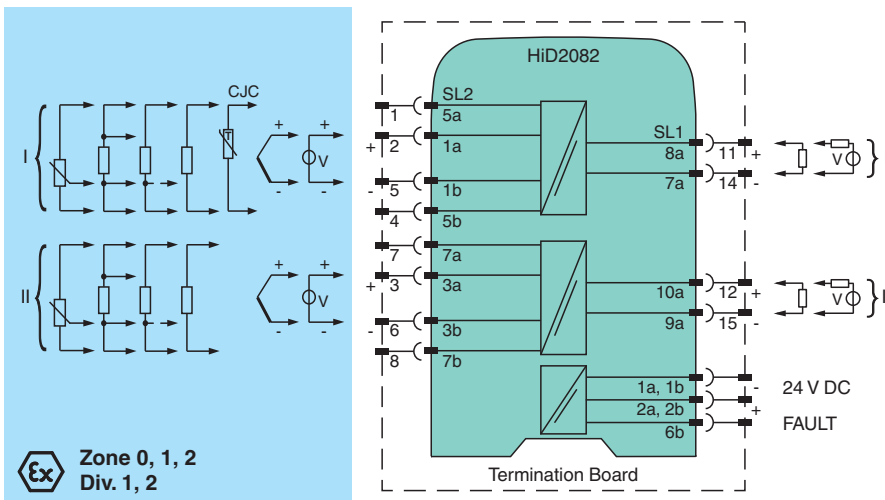 HiD2082
CJC
SL2
1
5a
+
2
1a
SL1
8a
11
+
V
I
T
+
+
V
-
-
5
1b
7a
14
-
-
-
4
5b
7
7a
+
3
3a
10a
12
+
V
I
II
+
+
V
-
6
3b
9a
15
-
-
-
8
7b
1a, 1b
-
24 V DC
2a, 2b
+
6b
FAULT
Ex
Zone 0, 1, 2
Div. 1, 2
Termination Board